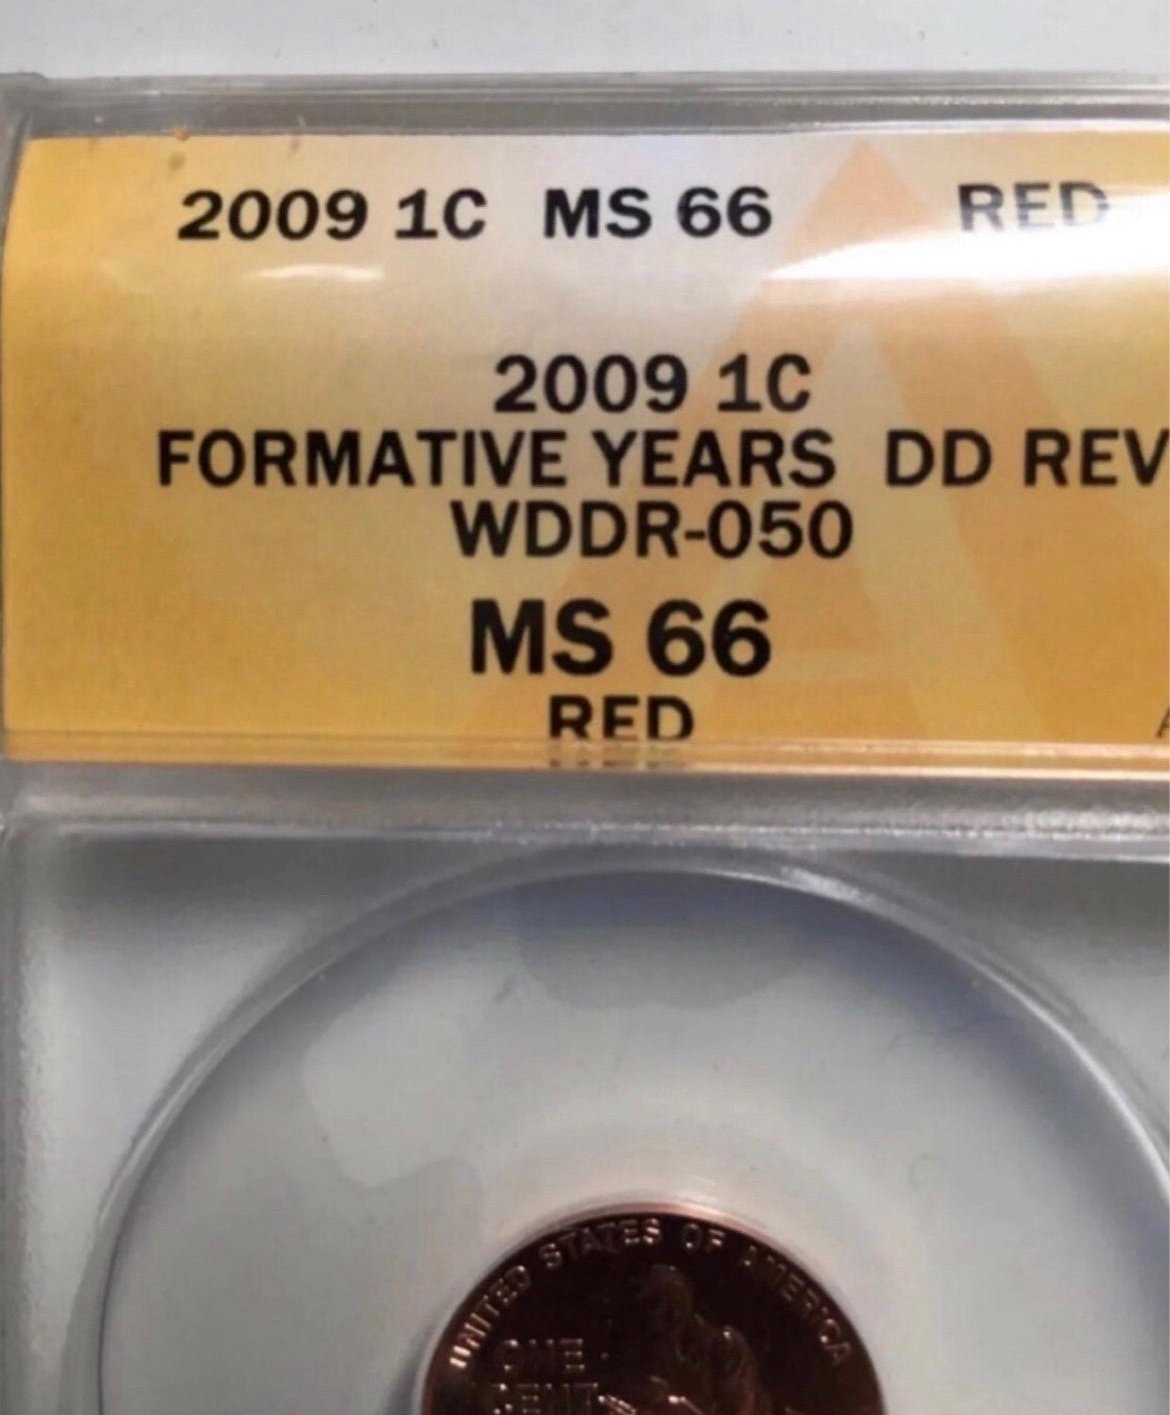 2009 1C MS 66 RED
2009 1C
FORMATIVE YEARS DD REV
WDDR-050
MS 66
RED
UNITED STATES OF AMERICA
ONE
CENT